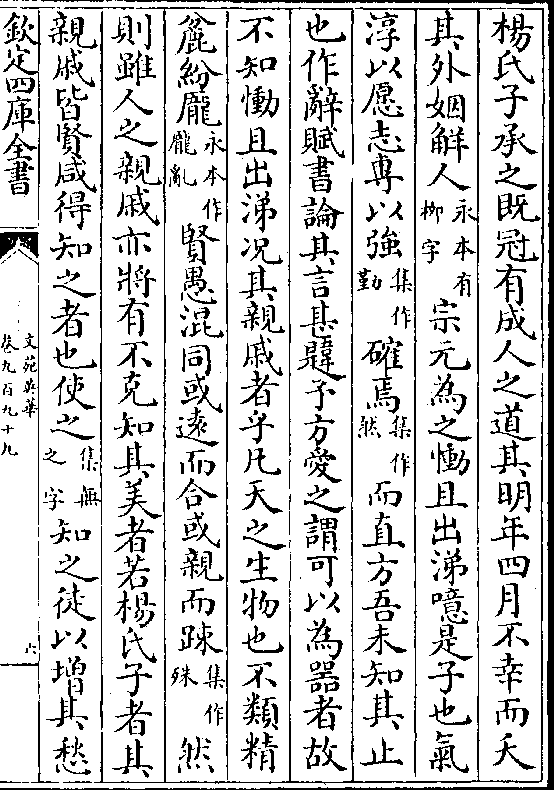 楊氏子承之既冠有成人之道其明年四月不幸而夭
其外姻解人永本有柳字宗元為之慟且出涕噫是子也氣
淳以愿志専以強集作勤確焉集作然而直方吾未知其止
也作辭賦書論其言甚韙予方愛之謂可以為器者故
不知慟且出涕况其親戚者乎凡天之生物也不類精
麄紛龎永本作龎亂賢愚混同或逺而合或親而踈集作殊然
則雖人之親戚亦將有不克知其美者若楊氏子者其
親戚皆賢咸得知之者也使之集無之字知之徒以増其愁
欽定四庫全書
文苑英華
卷九百九十九
六